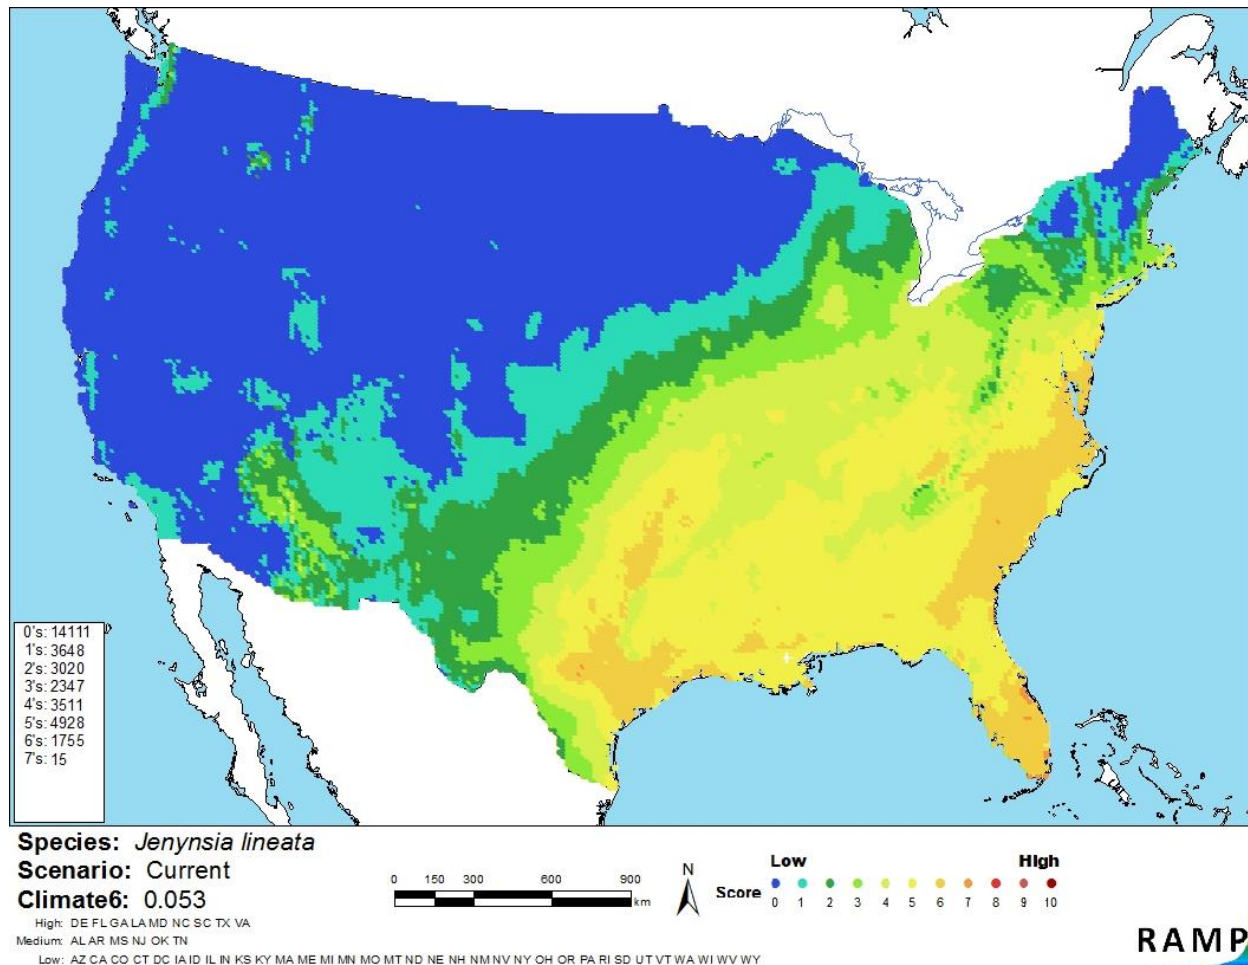 0's: 14111
1's: 3648
2's: 3020
3's: 2347
4's: 3511
5's: 4928
6's: 1755
7's: 15
Species: Jenynsia lineata
Scenario: Current
Climate6: 0.053
High: DE FL GA LA MD NC SC TX VA
Medium: AL AR MS NJ OK TN
Low: AZ CA CO CT DC IA ID IL IN KS KY MA ME MI MN MO MT ND NE NH NM NV NY OH OR PA RI SD UT VT WA WI WV WY
0 150 300 600 900
km
N
Low High
Score
0 1 2 3 4 5 6 7 8 9 10
RAMP